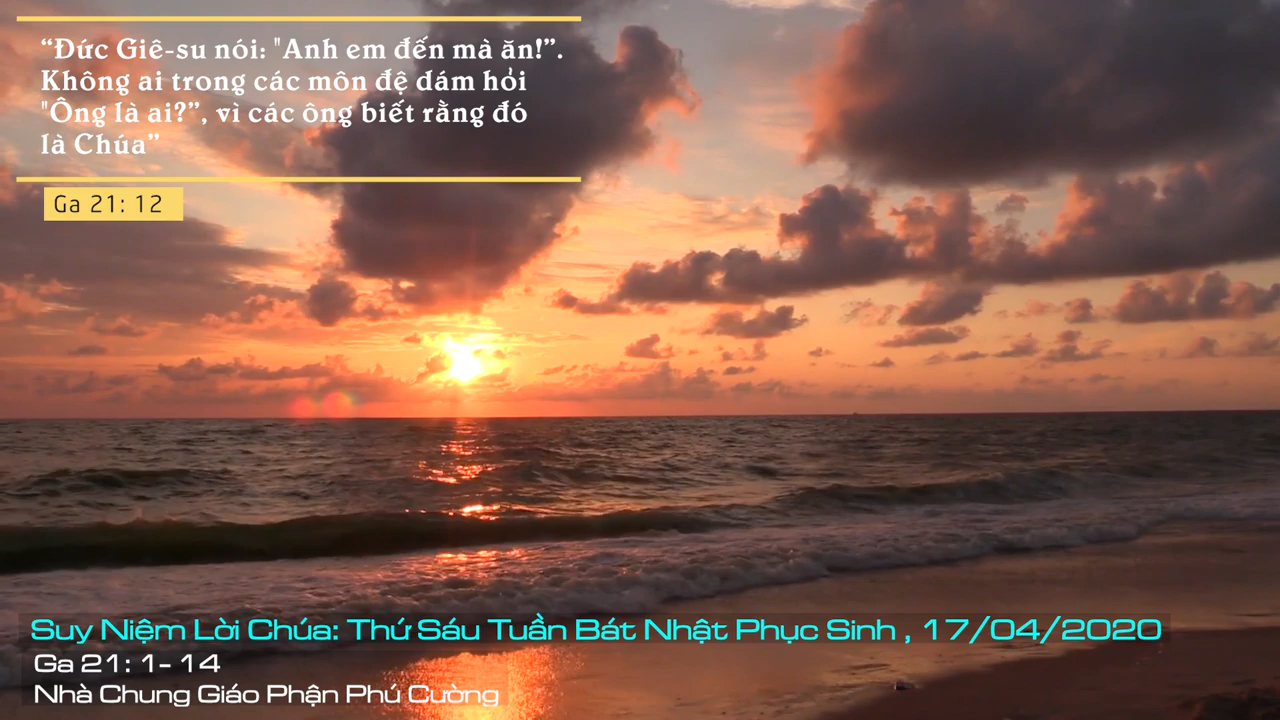 “Đức Giê-su nói: "Anh em đến mà ăn!”.
Không ai trong các môn đệ dám hỏi
"Ông là ai?”, vì các ông biết rằng đó
là Chúa”
Ga 21: 12
Suy Niệm Lời Chúa: Thứ Sáu Tuần Bát Nhật Phục Sinh , 17/04/2020
Ga 21: 1- 14
Nhà Chung Giáo Phận Phú Cường